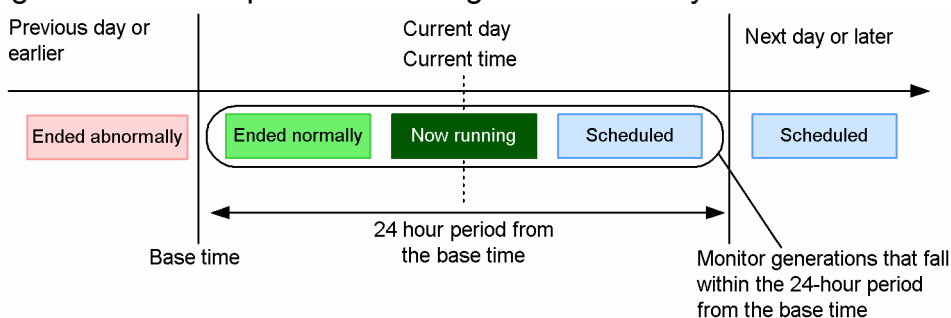 Previous day or
earlier
Current day
Current time
Next day or later
Ended abnormally
Ended normally
Now running
Scheduled
Scheduled
24 hour period from
the base time
Base time
Monitor generations that fall
within the 24-hour period
from the base time